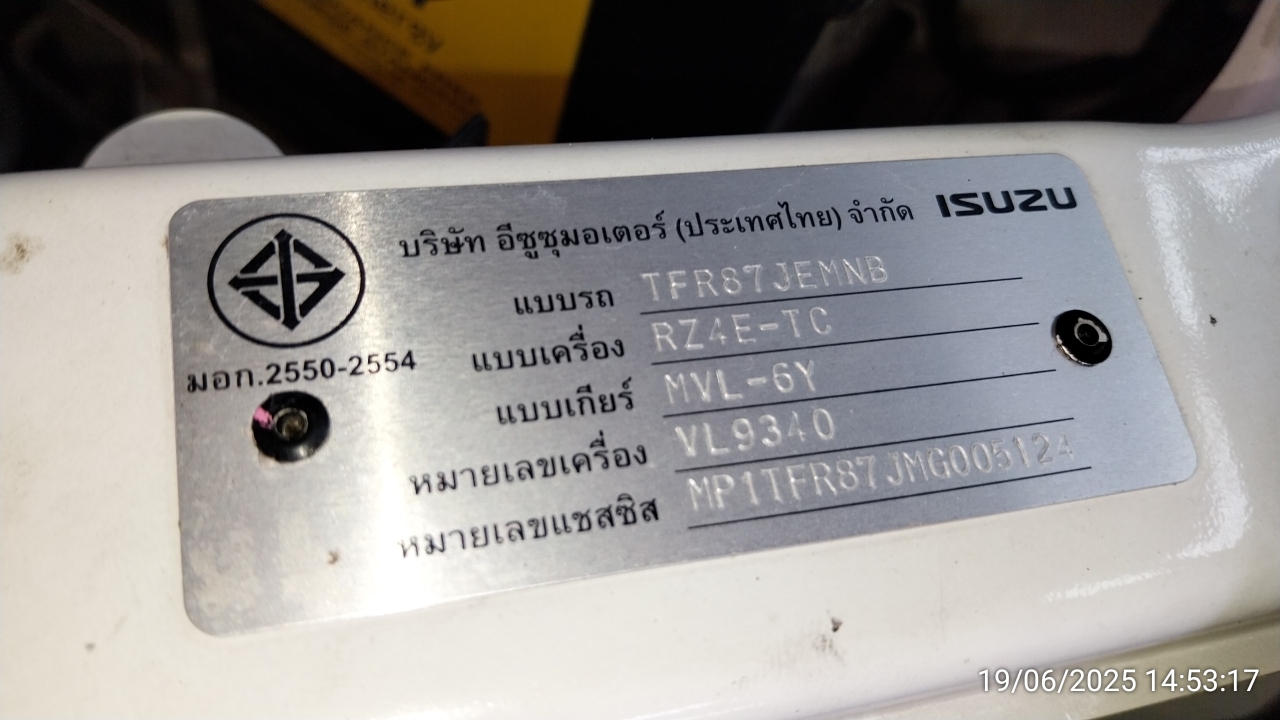 บริษัท อีซูซุมอเตอร์ (ประเทศไทย) จำกัด ISUZU
มอก.2550-2554
แบบรถ TFR87JEMNB
แบบเครื่อง RZ4E-TC
แบบเกียร์ MVL-6Y
หมายเลขเครื่อง VL9340
หมายเลขแชสซิส MP1TFR87JMG005124
19/06/2025 14:53:17